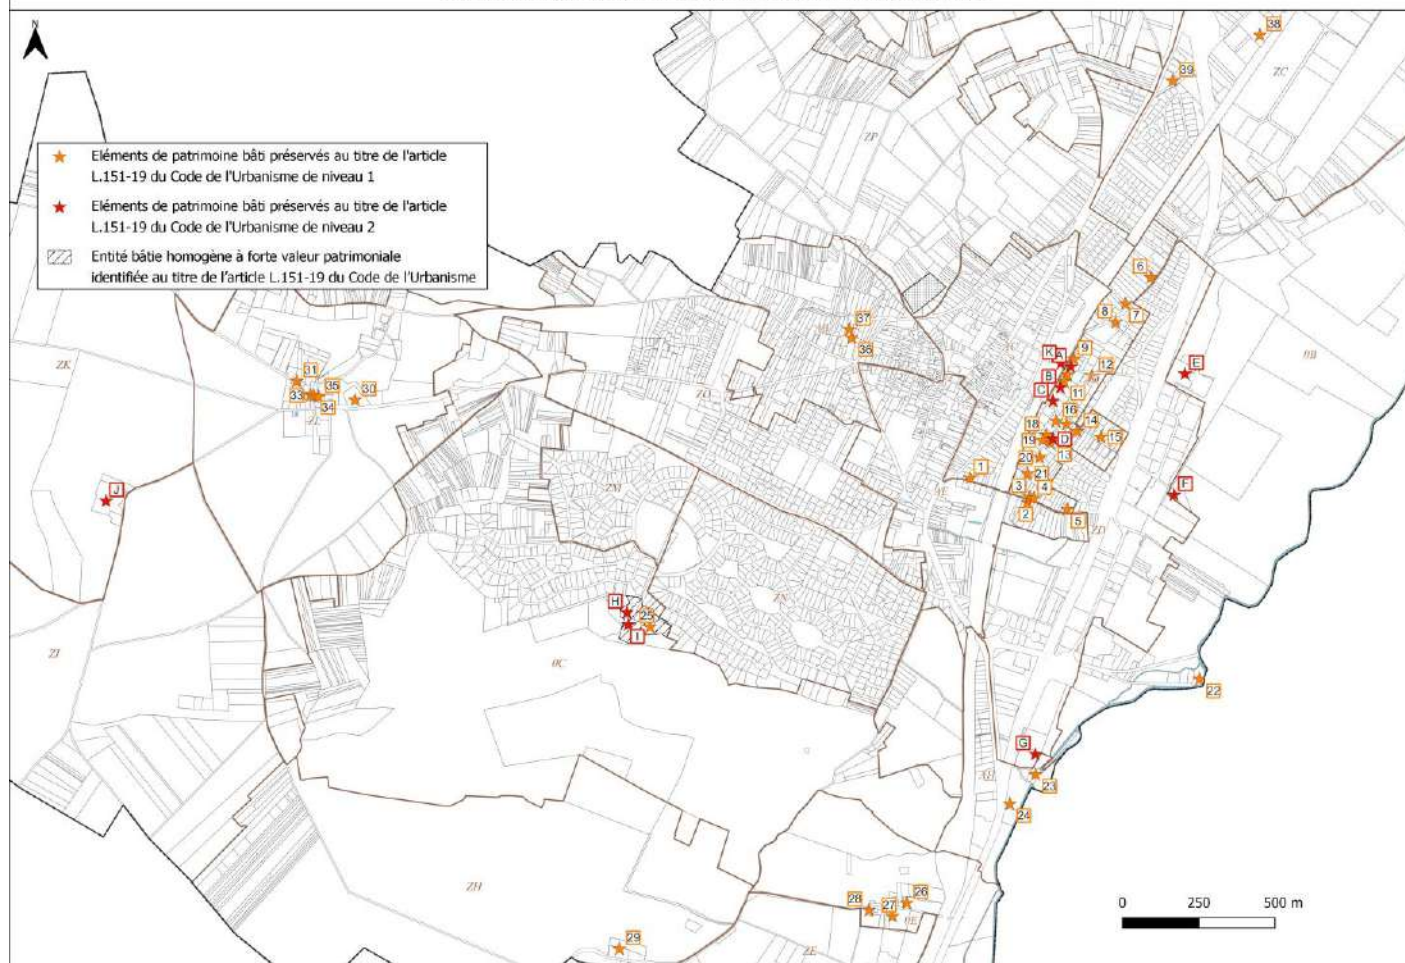 N
38
39
ZC
ZP
Eléments de patrimoine bâti préservés au titre de l'article
L.151-19 du Code de l'Urbanisme de niveau 1
Eléments de patrimoine bâti préservés au titre de l'article
L.151-19 du Code de l'Urbanisme de niveau 2
Entité bâtie homogène à forte valeur patrimoniale
identifiée au titre de l'article L.151-19 du Code de l'Urbanisme
6
8
7
37
36
K
A
9
ZK
31
B
12
E
33
35
30
34
C
11
ZO
16
18
14
19
D
15
13
20
1
21
J
ZM
3
4
F
2
5
ZD
H
25
ZN
I
ZI
22
G
23
24
ZH
28
27
26
0 250 500 m
29
ZE